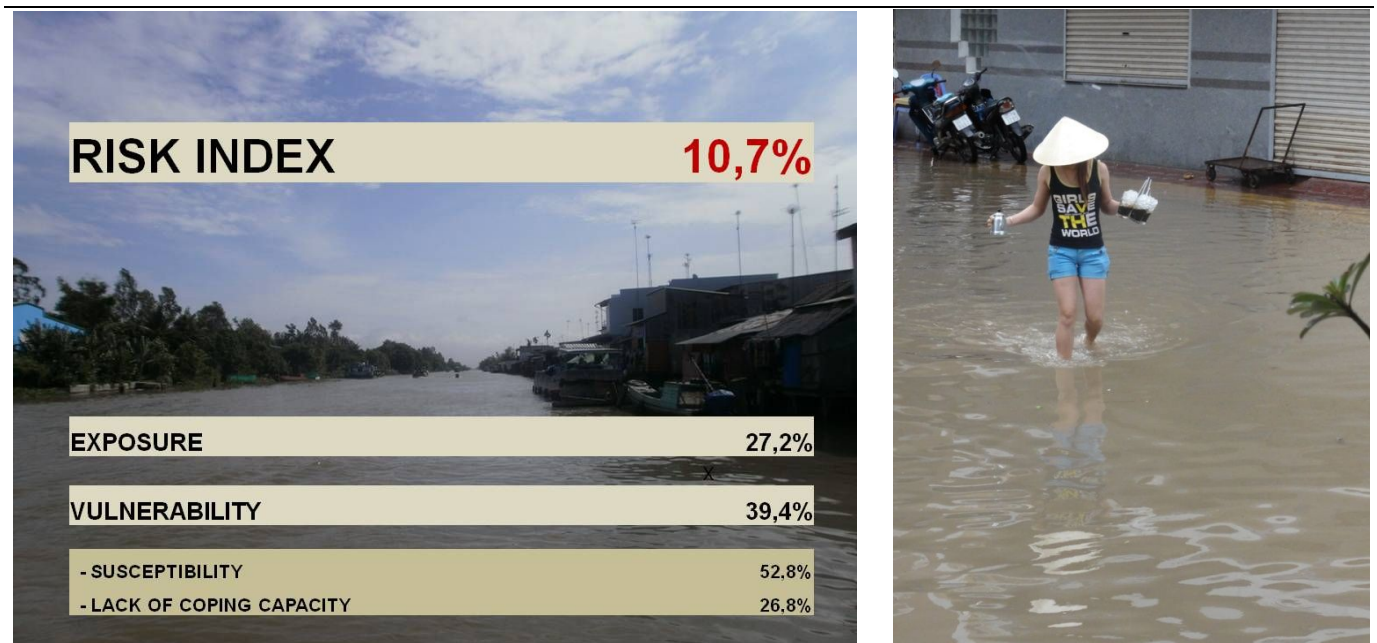 RISK INDEX 10,7%
EXPOSURE 27,2%
X
VULNERABILITY 39,4%
- SUSCEPTIBILITY 52,8%
- LACK OF COPING CAPACITY 26,8%
GIRLS
SAVE
THE
WORLD